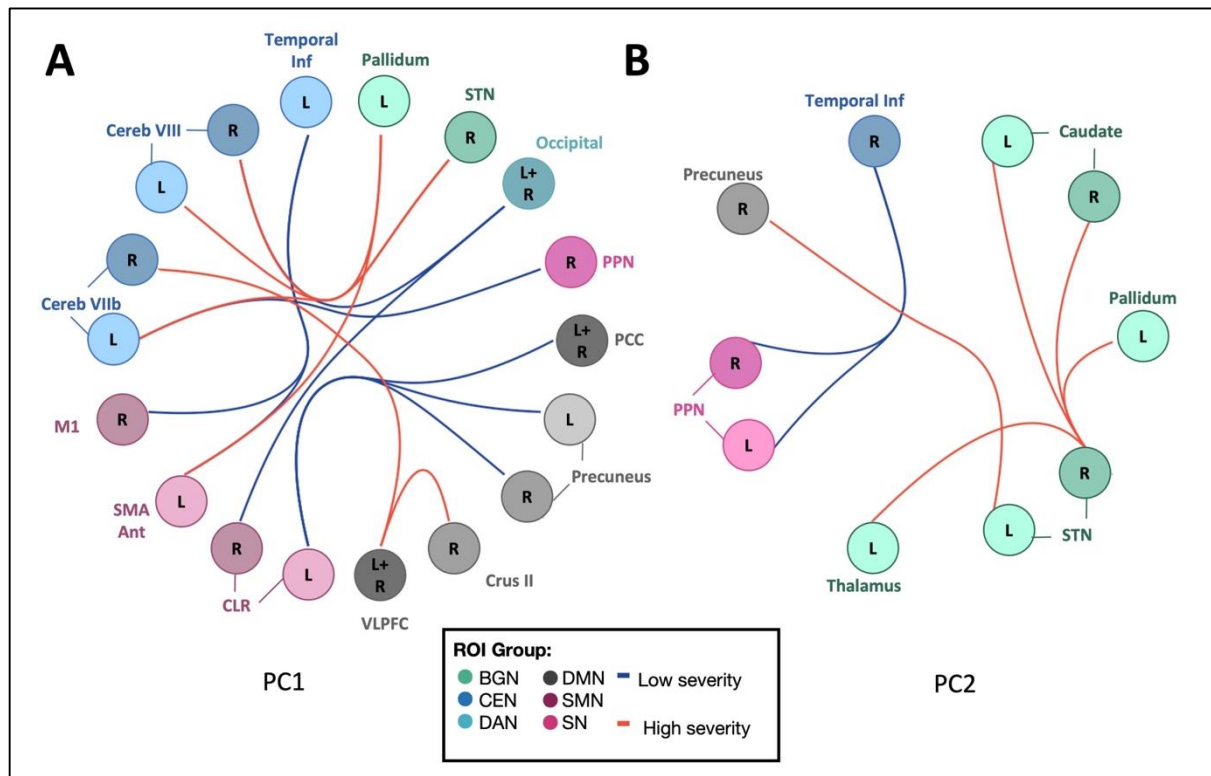 A
Temporal
Inf
L
Pallidum
L
STN
R
Cereb VIII
R
L
Occipital
L+
R
R
PPN
R
Cereb VIIb
L
L+
R
PCC
M1
R
L
Precuneus
R
SMA
Ant
L
R
CLR
L
L+
R
VLPFC
R
Crus II
PC1
B
Temporal Inf
R
L
Caudate
R
Precuneus
R
Pallidum
L
R
PPN
L
R
L
STN
L
Thalamus
PC2
ROI Group:
BGN DMN Low severity
CEN SMN
DAN SN High severity